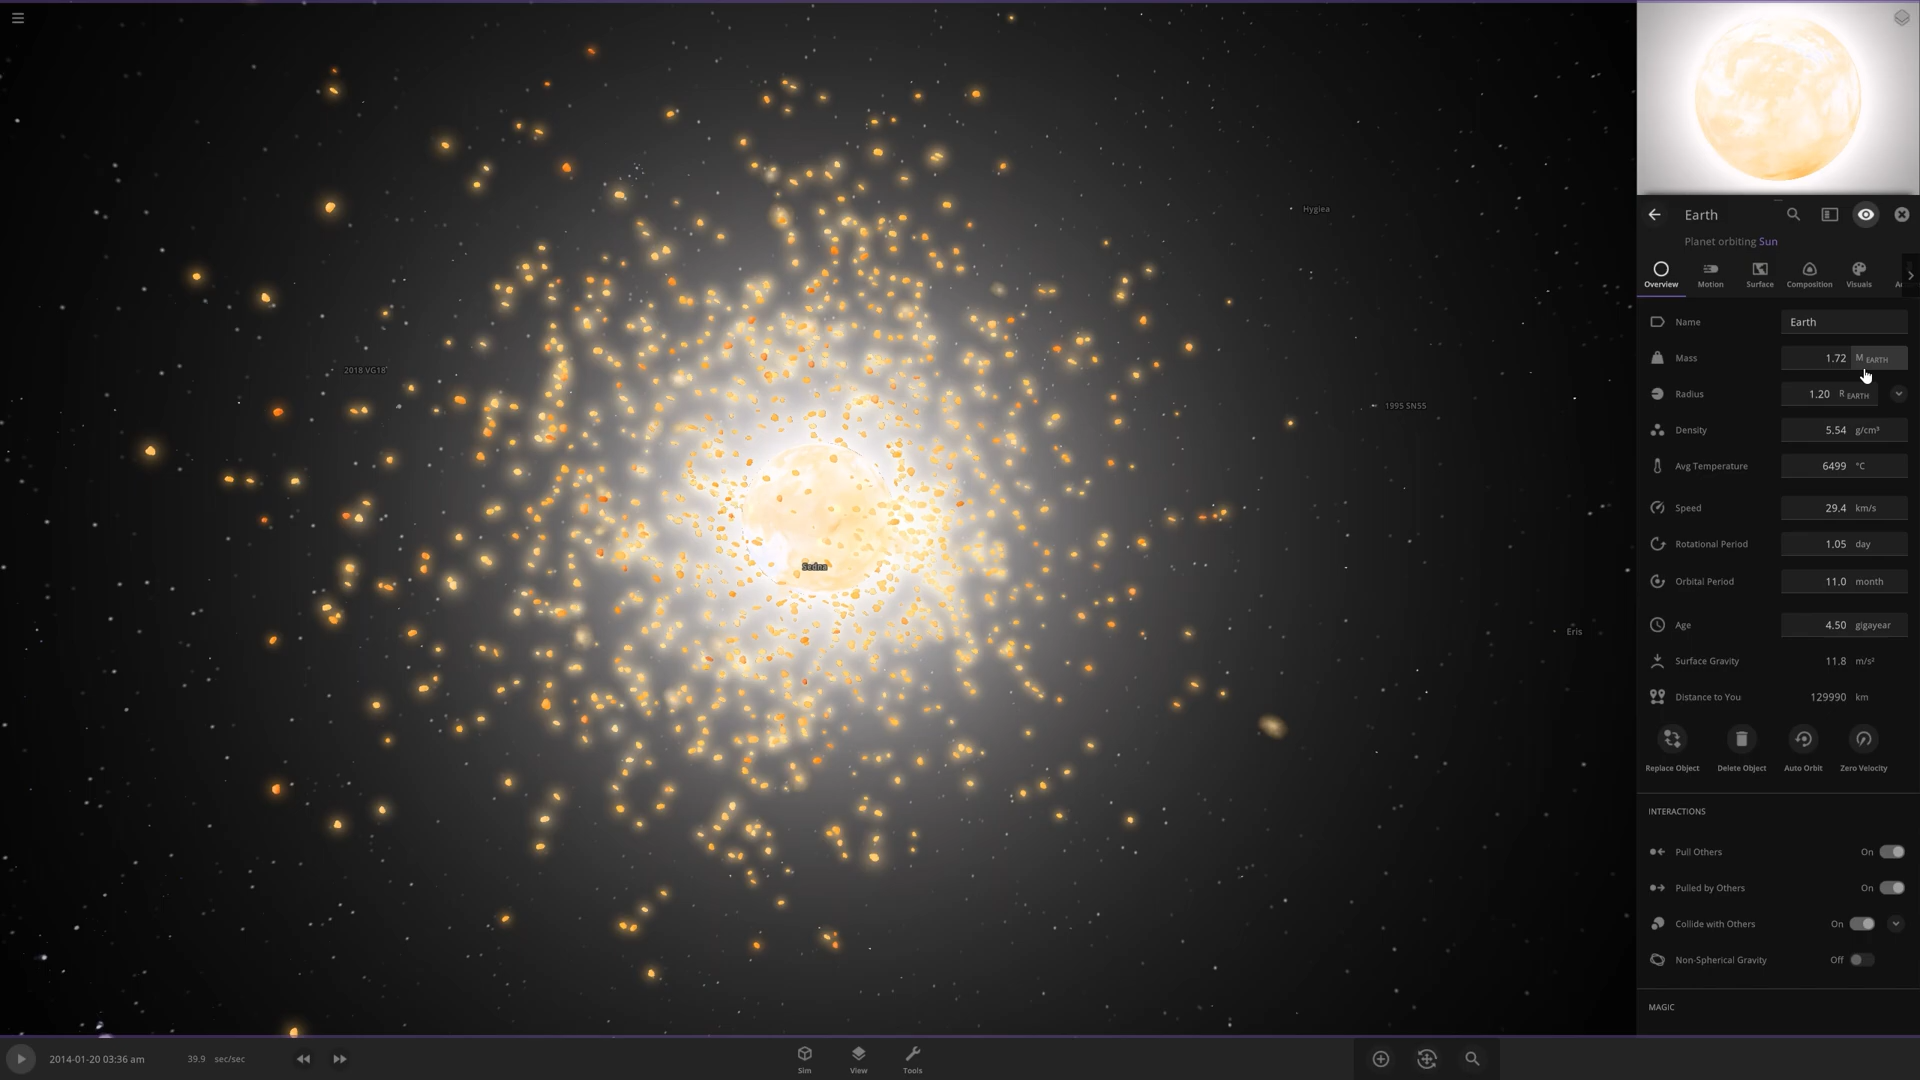 Hygiea
2018 VG18
1995 SN55
Sedna
Eris
Earth
Planet orbiting Sun
Overview
Motion
Surface
Composition
Visuals
Name
Earth
Mass
1.72 M EARTH
Radius
1.20 R EARTH
Density
5.54 g/cm³
Avg Temperature
6499 °C
Speed
29.4 km/s
Rotational Period
1.05 day
Orbital Period
11.0 month
Age
4.50 gigayear
Surface Gravity
11.8 m/s²
Distance to You
129990 km
Replace Object
Delete Object
Auto Orbit
Zero Velocity
INTERACTIONS
Pull Others
On
Pulled by Others
On
Collide with Others
On
Non-Spherical Gravity
Off
MAGIC
2014-01-20 03:36 am
39.9 sec/sec
Sim
View
Tools